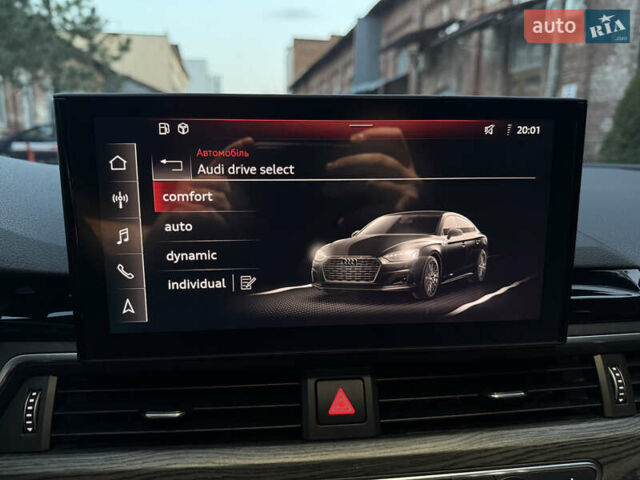 auto RIA
.com
20:01
Автомобіль
Audi drive select
comfort
auto
dynamic
individual